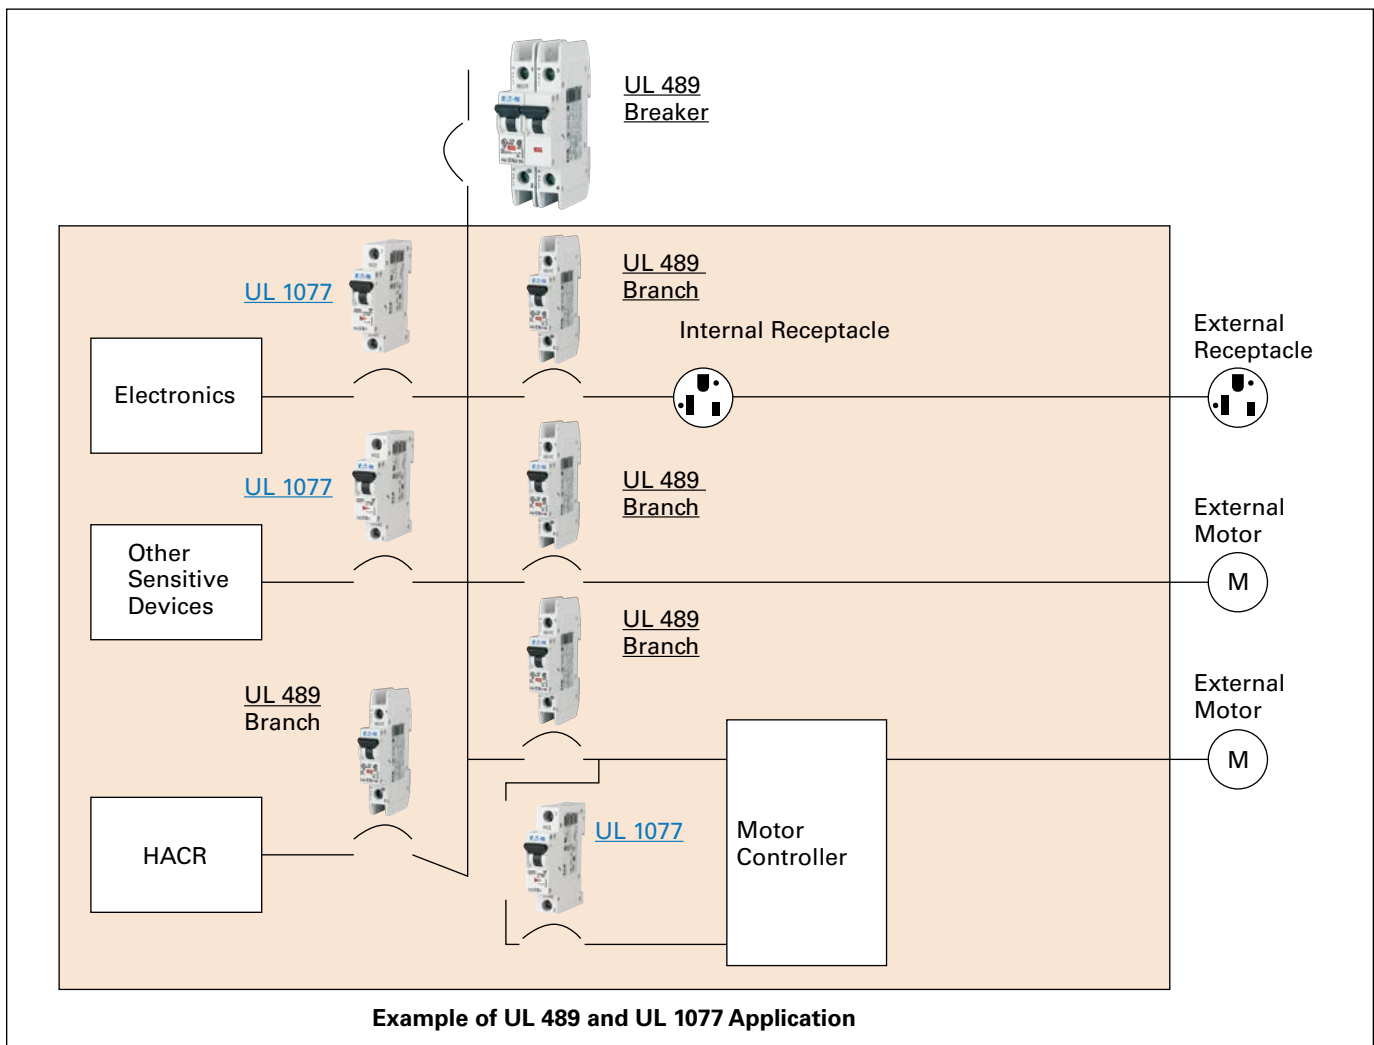 UL 489
Breaker
UL 1077
UL 489
Branch
Internal Receptacle
External
Receptacle
Electronics
UL 1077
UL 489
Branch
External
Motor
Other
Sensitive
Devices
M
UL 489
Branch
UL 489
Branch
External
Motor
M
HACR
UL 1077
Motor
Controller
Example of UL 489 and UL 1077 Application